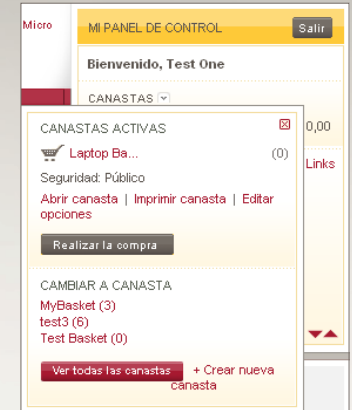 Micro
MI PANEL DE CONTROL
Salir
Bienvenido, Test One
CANASTAS
CANASTAS ACTIVAS
0,00
Laptop Ba... (0)
Links
Seguridad: Público
Abrir canasta | Imprimir canasta | Editar
opciones
Realizar la compra
CAMBIAR A CANASTA
MyBasket (3)
test3 (6)
Test Basket (0)
Ver todas las canastas + Crear nueva
canasta